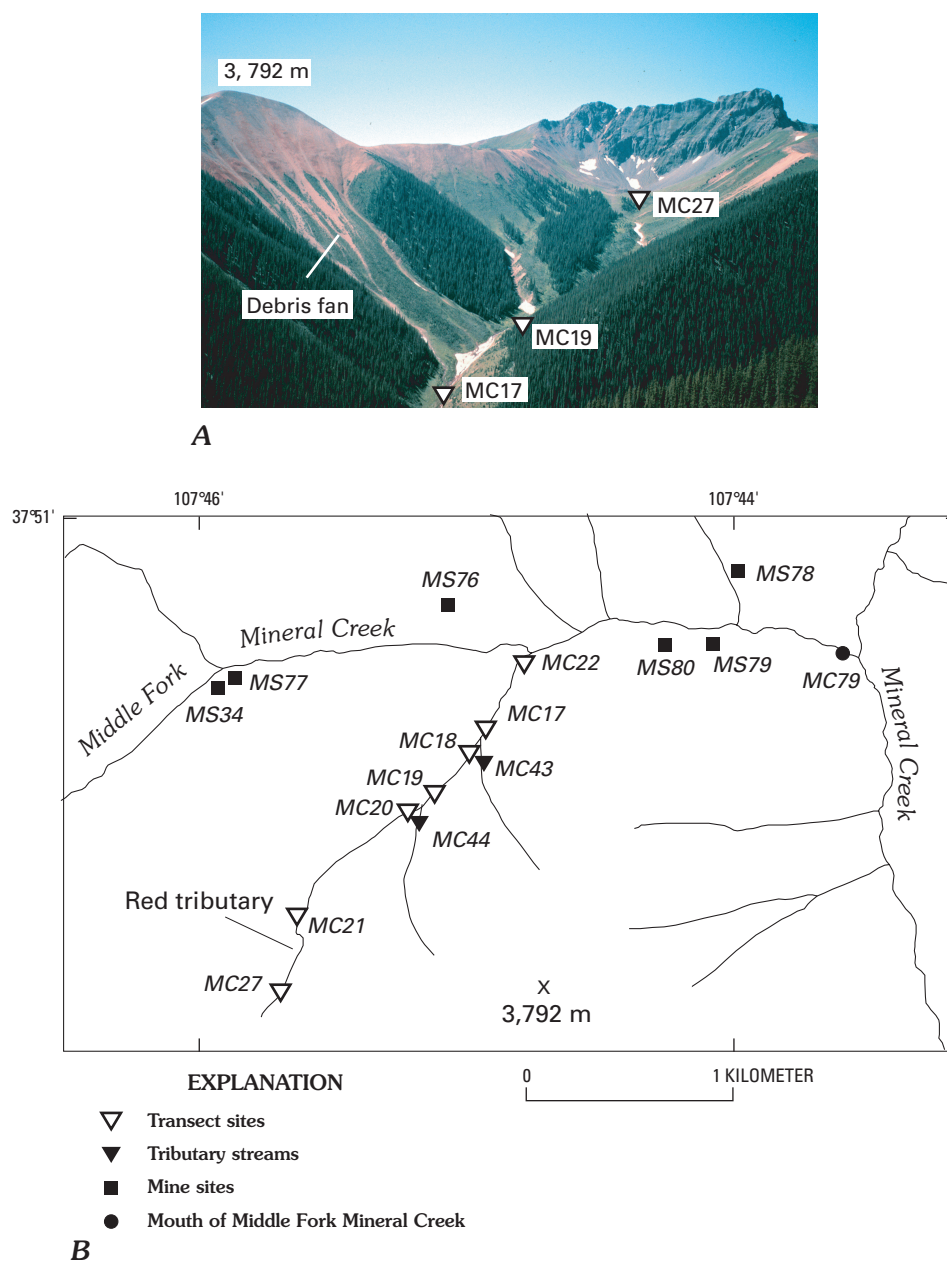 3, 792 m
MC27
Debris fan
MC19
MC17
A
107°46'
107°44'
37°51'
MS76
MS78
Mineral Creek
MC22
MS80
MS79
MC79
MS77
MS34
Middle Fork
Mineral Creek
MC17
MC18
MC43
MC19
MC20
MC44
Red tributary
MC21
MC27
X
3,792 m
EXPLANATION
0 1 KILOMETER
Transect sites
Tributary streams
Mine sites
Mouth of Middle Fork Mineral Creek
B